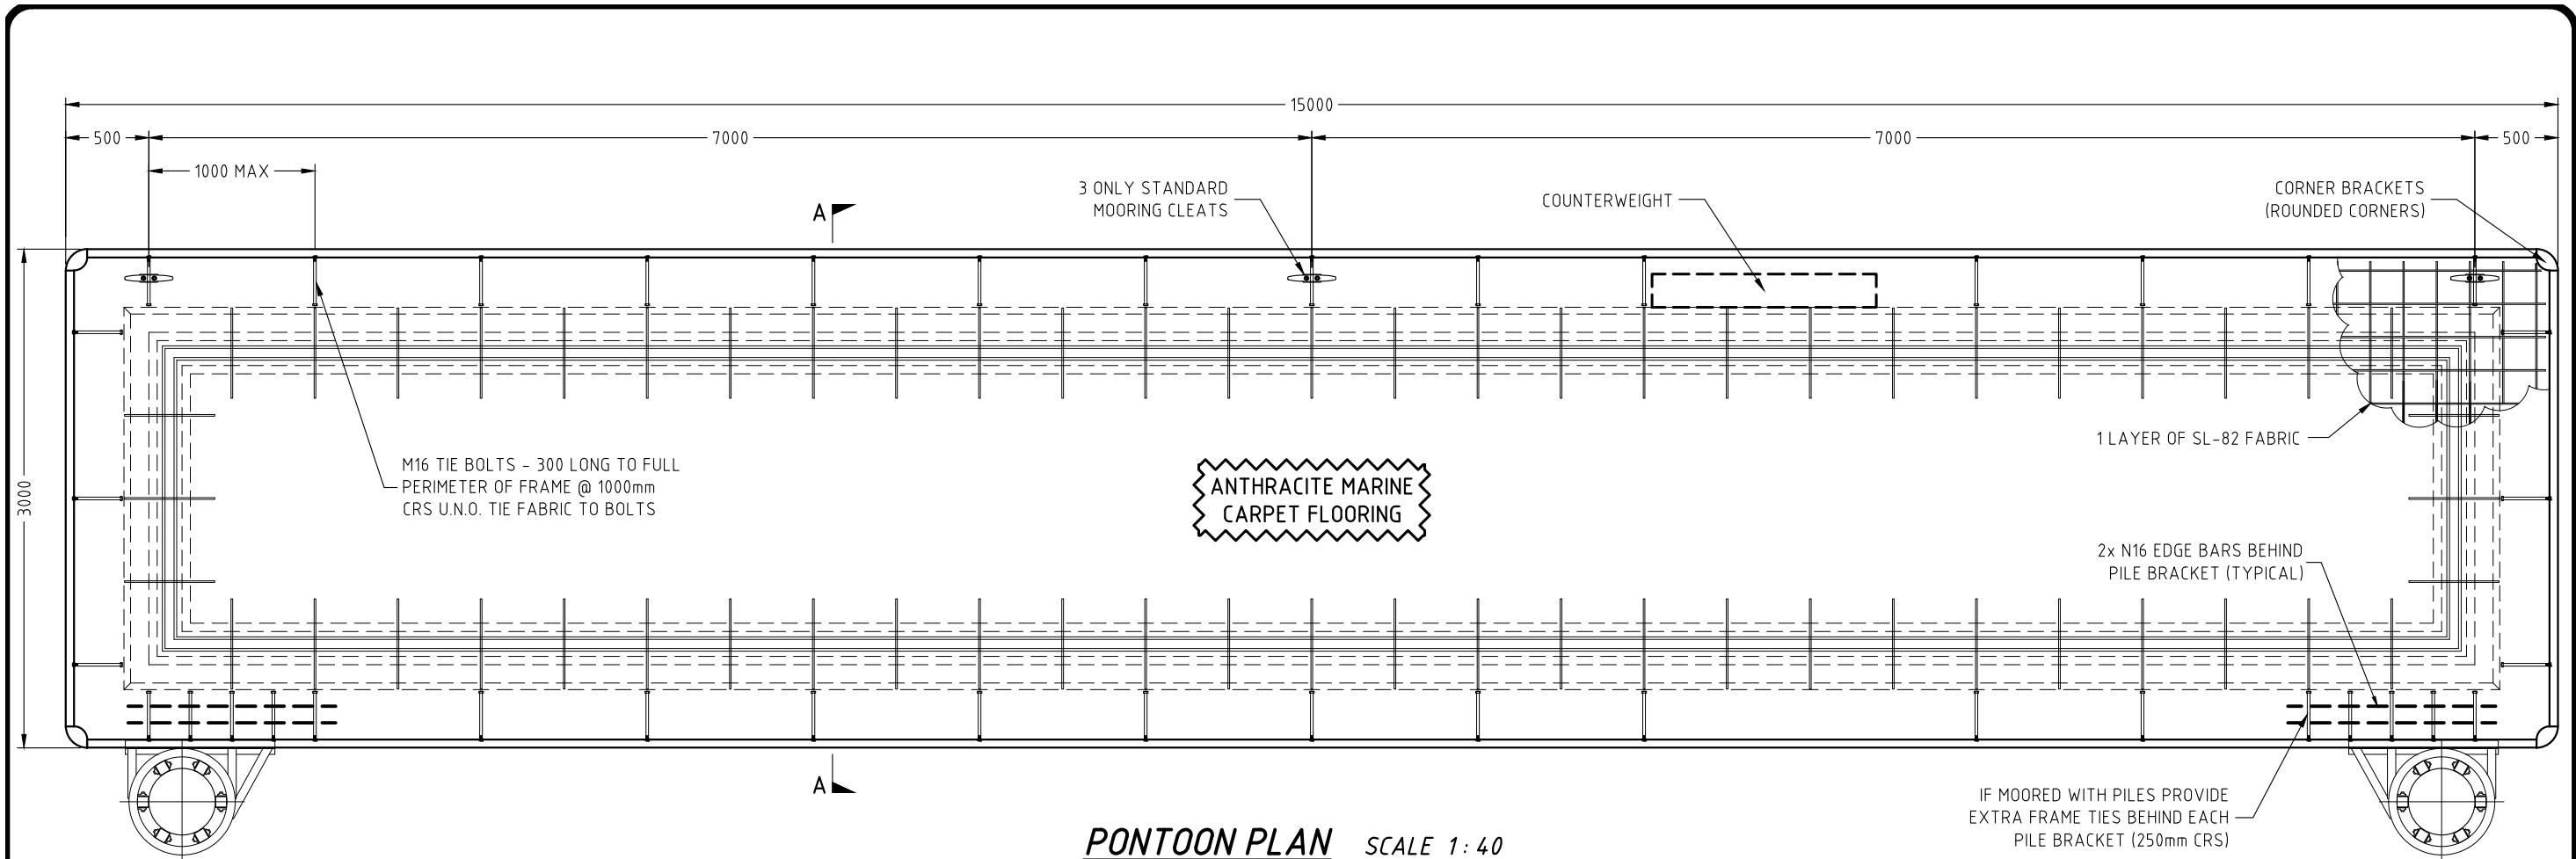 15000
500
7000
7000
500
1000 MAX
3 ONLY STANDARD
MOORING CLEATS
COUNTERWEIGHT
CORNER BRACKETS
(ROUNDED CORNERS)
A
3000
M16 TIE BOLTS - 300 LONG TO FULL
PERIMETER OF FRAME @ 1000mm
CRS U.N.O. TIE FABRIC TO BOLTS
ANTHRACITE MARINE
CARPET FLOORING
1 LAYER OF SL-82 FABRIC
2x N16 EDGE BARS BEHIND
PILE BRACKET (TYPICAL)
A
IF MOORED WITH PILES PROVIDE
EXTRA FRAME TIES BEHIND EACH
PILE BRACKET (250mm CRS)
PONTOON PLAN SCALE 1:40